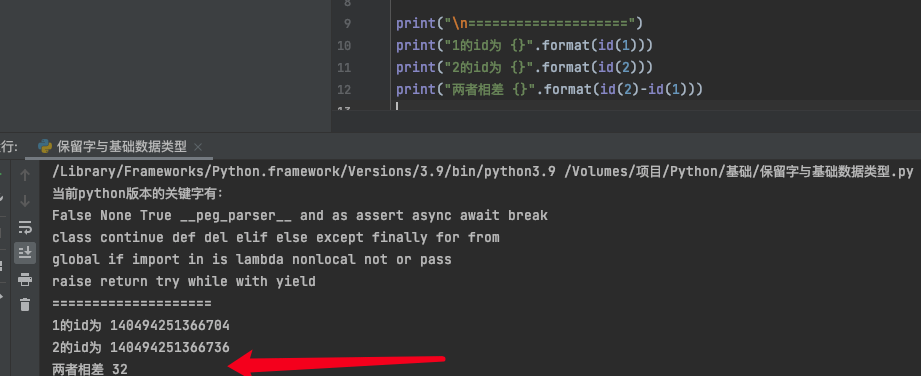 8
9 print("\n====================")
10 print("1的id为 {}".format(id(1)))
11 print("2的id为 {}".format(id(2)))
12 print("两者相差 {}".format(id(2)-id(1)))
13
行: 保留字与基础数据类型 ×
/Library/Frameworks/Python.framework/Versions/3.9/bin/python3.9 /Volumes/项目/Python/基础/保留字与基础数据类型.py
当前python版本的关键字有:
False None True __peg_parser__ and as assert async await break
class continue def del elif else except finally for from
global if import in is lambda nonlocal not or pass
raise return try while with yield
====================
1的id为 140494251366704
2的id为 140494251366736
两者相差 32